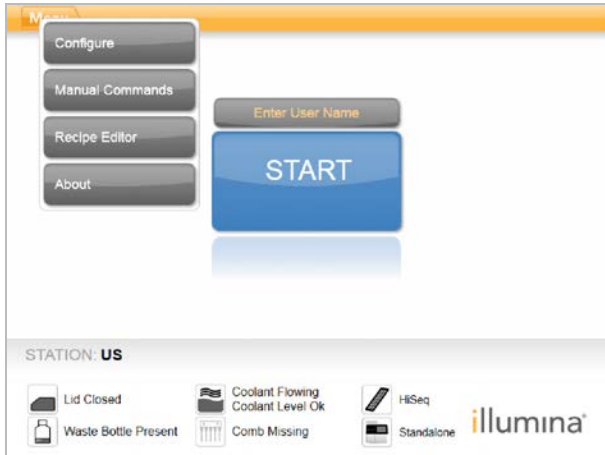 Menu
Configure
Manual Commands
Recipe Editor
About
Enter User Name
START
STATION: US
Lid Closed
Coolant Flowing
Coolant Level Ok
HiSeq
Waste Bottle Present
Comb Missing
Standalone
illumina